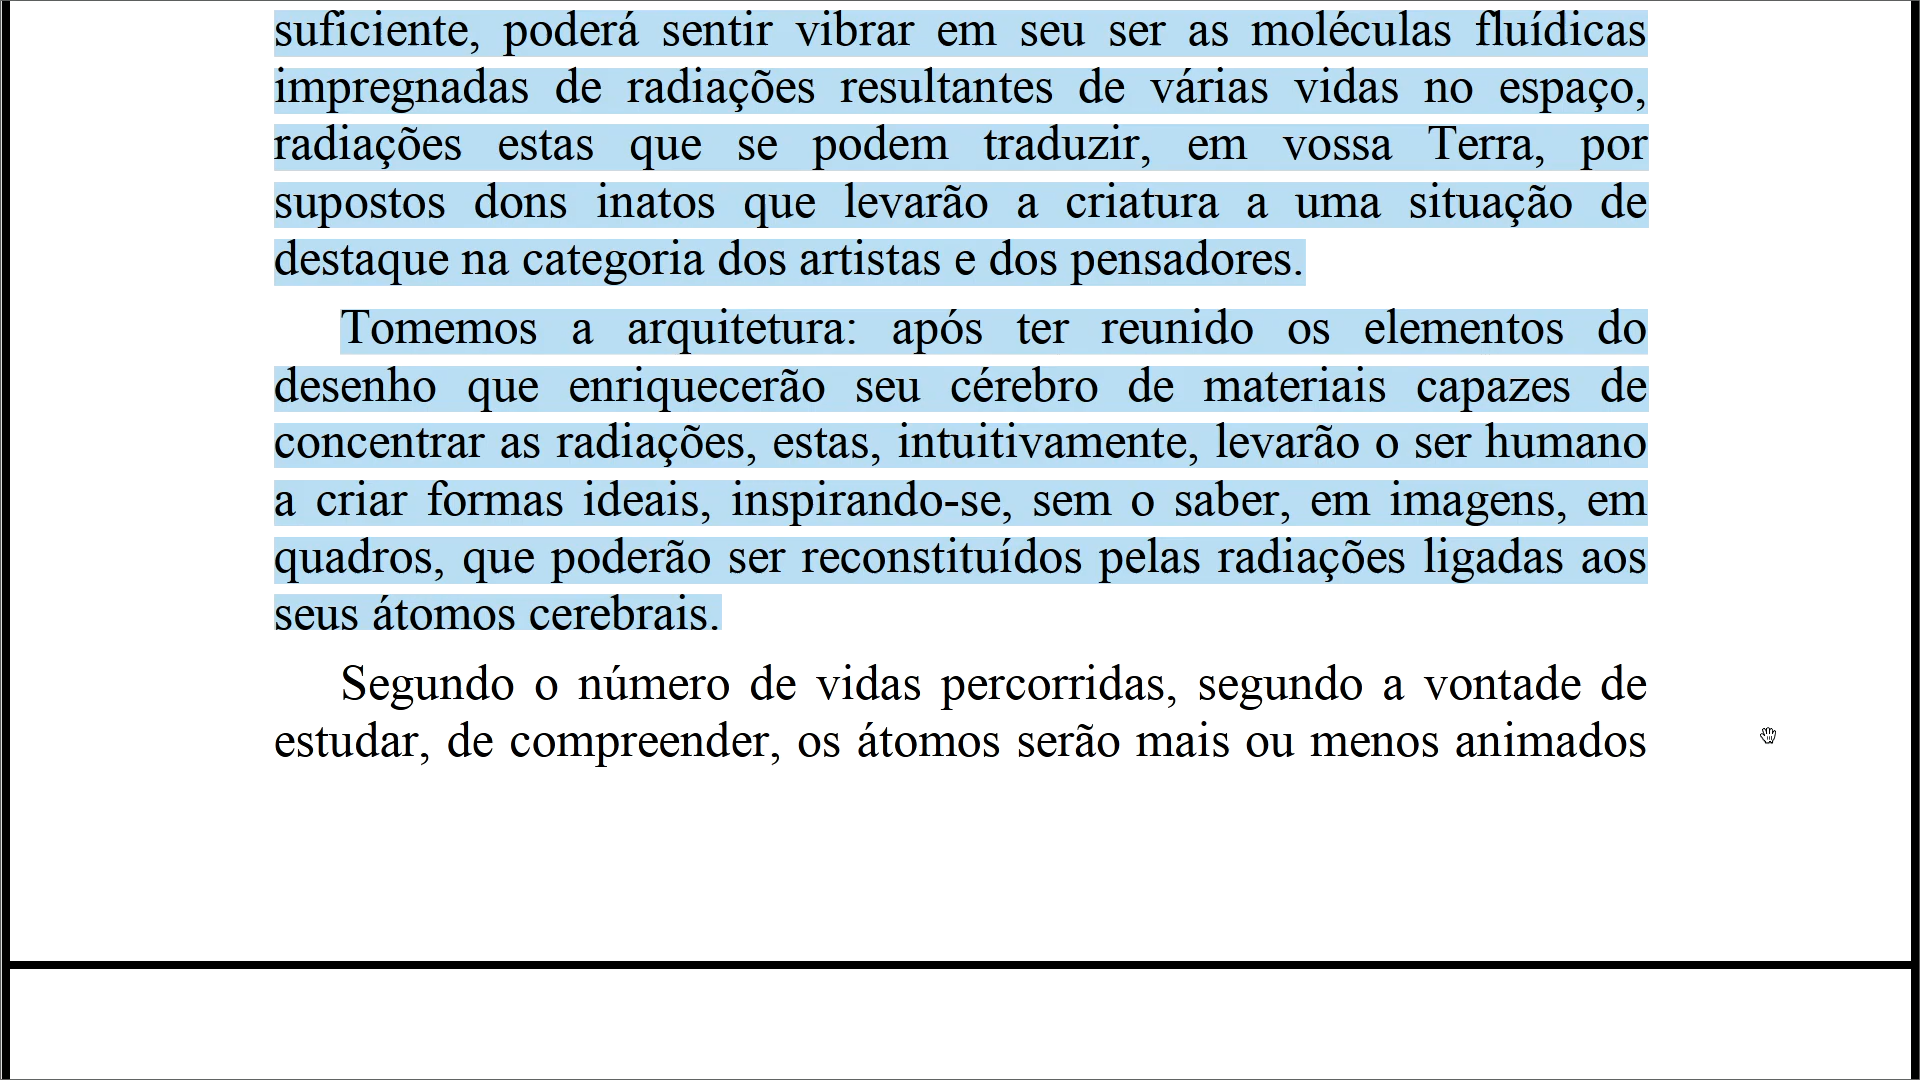 suficiente, poderá sentir vibrar em seu ser as moléculas fluídicas
impregnadas de radiações resultantes de várias vidas no espaço,
radiações estas que se podem traduzir, em vossa Terra, por
supostos dons inatos que levarão a criatura a uma situação de
destaque na categoria dos artistas e dos pensadores.
Tomemos a arquitetura: após ter reunido os elementos do
desenho que enriquecerão seu cérebro de materiais capazes de
concentrar as radiações, estas, intuitivamente, levarão o ser humano
a criar formas ideais, inspirando-se, sem o saber, em imagens, em
quadros, que poderão ser reconstituídos pelas radiações ligadas aos
seus átomos cerebrais.
Segundo o número de vidas percorridas, segundo a vontade de
estudar, de compreender, os átomos serão mais ou menos animados